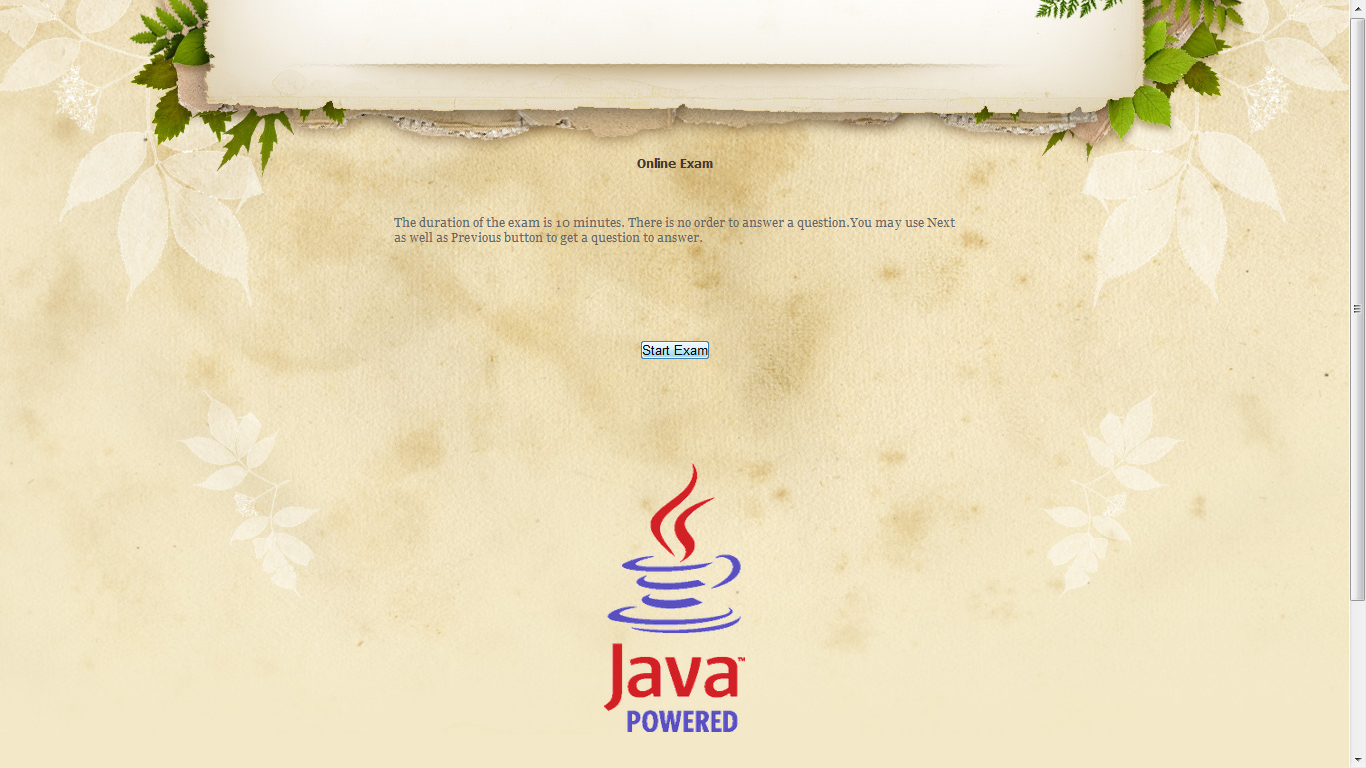 Online Exam
The duration of the exam is 10 minutes. There is no order to answer a question.You may use Next
as well as Previous button to get a question to answer.
Start Exam
Java™
POWERED